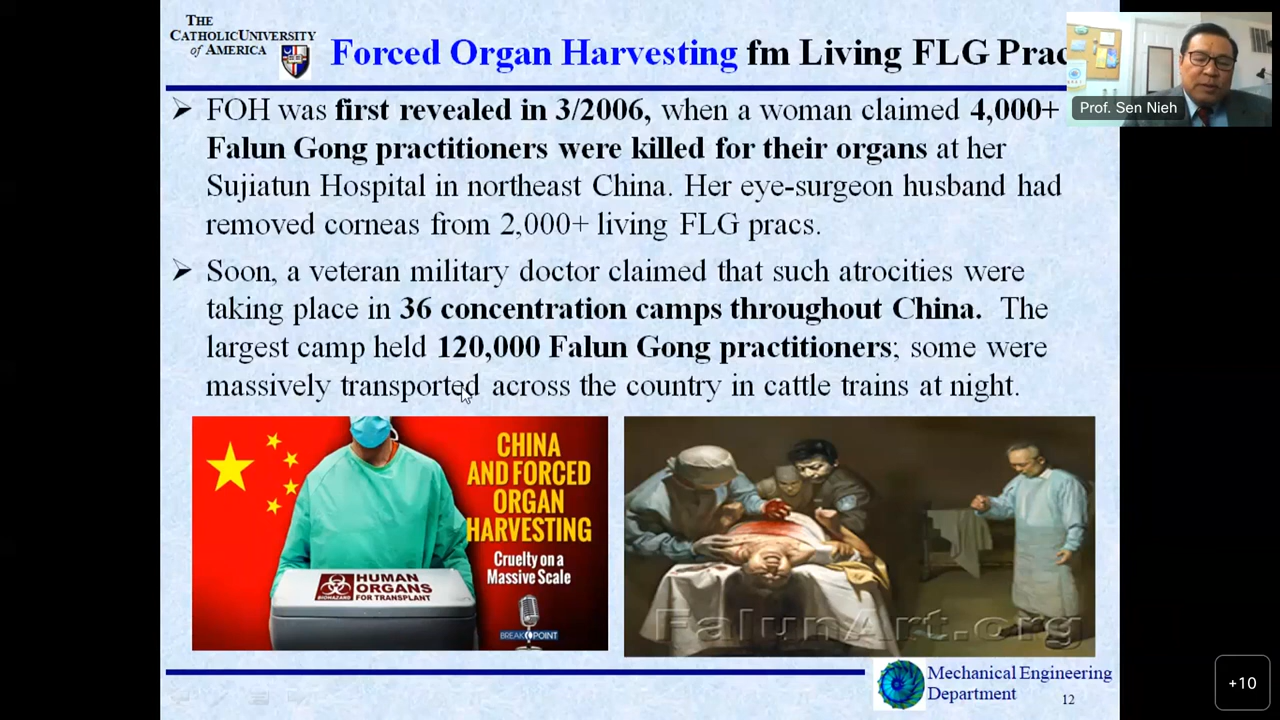 THE
CATHOLIC UNIVERSITY
of AMERICA
Forced Organ Harvesting fm Living FLG Prac
Prof. Sen Nieh
➤ FOH was first revealed in 3/2006, when a woman claimed 4,000+
Falun Gong practitioners were killed for their organs at her
Sujiatun Hospital in northeast China. Her eye-surgeon husband had
removed corneas from 2,000+ living FLG pracs.
➤ Soon, a veteran military doctor claimed that such atrocities were
taking place in 36 concentration camps throughout China. The
largest camp held 120,000 Falun Gong practitioners; some were
massively transported across the country in cattle trains at night.
CHINA
AND FORCED
ORGAN
HARVESTING
Cruelty on a
Massive Scale
BREAKPOINT
BIOHAZARD
HUMAN
ORGANS
FOR TRANSPLANT
FalunArt.org
Mechanical Engineering
Department
12
+10